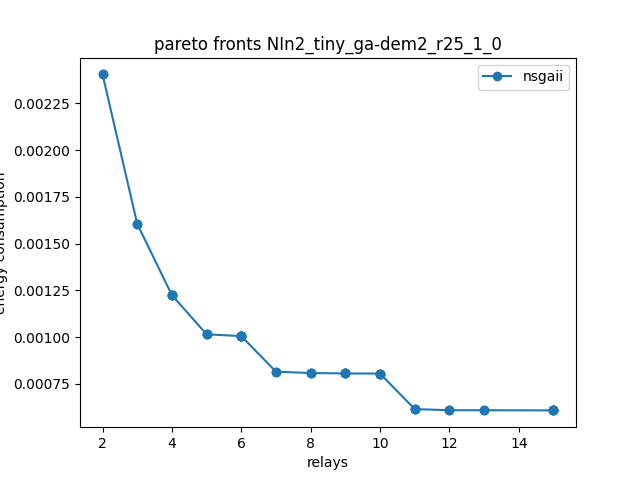 pareto fronts NIn2_tiny_ga-dem2_r25_1_0
nsgaii
0.00225
0.00200
0.00175
0.00150
0.00125
0.00100
0.00075
energy consumption
2 4 6 8 10 12 14
relays